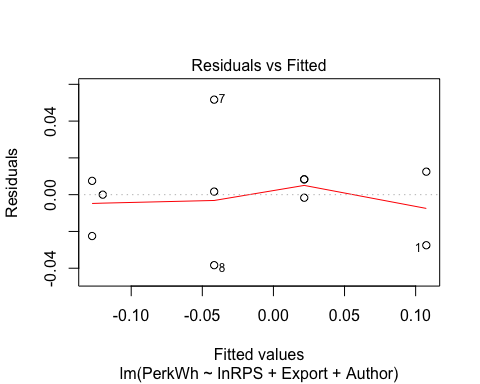 Residuals vs Fitted
Residuals
0.04
0.00
-0.04
7
8
1
-0.10
-0.05
0.00
0.05
0.10
Fitted values
lm(PerkWh ~ InRPS + Export + Author)